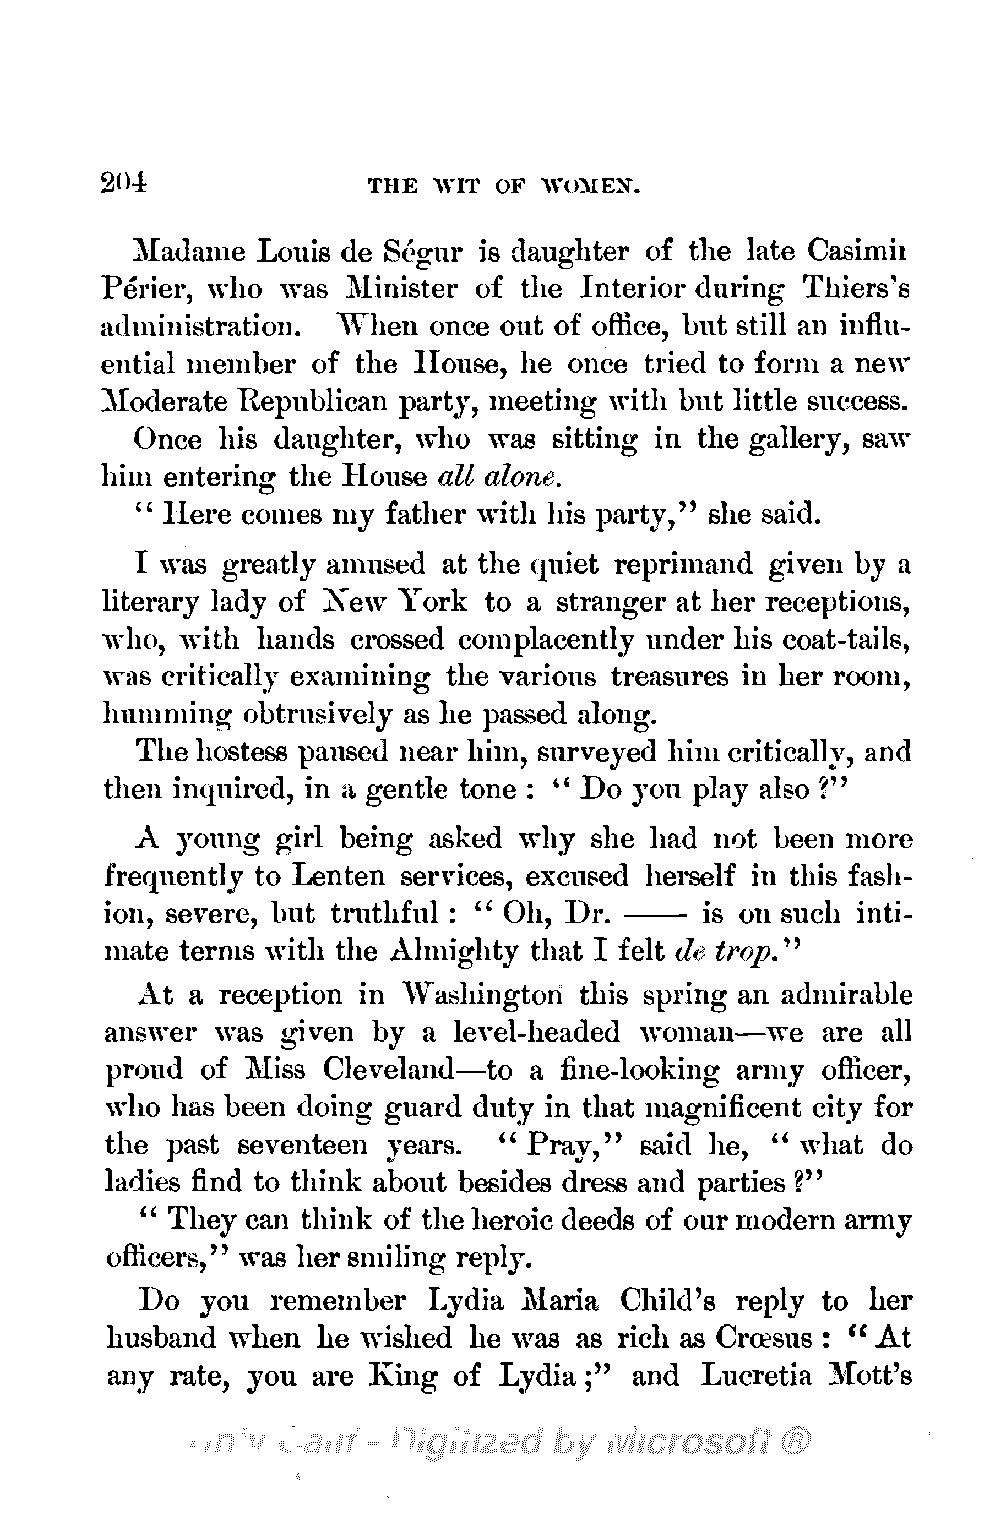 204 THE WIT OF WOMEN.
Madame Louis de Ségur is daughter of the late Casimir
Périer, who was Minister of the Interior during Thiers's
administration. When once out of office, but still an influ-
ential member of the House, he once tried to form a new
Moderate Republican party, meeting with but little success.
Once his daughter, who was sitting in the gallery, saw
him entering the House all alone.
“ Here comes my father with his party,” she said.
I was greatly amused at the quiet reprimand given by a
literary lady of New York to a stranger at her receptions,
who, with hands crossed complacently under his coat-tails,
was critically examining the various treasures in her room,
humming obtrusively as he passed along.
The hostess paused near him, surveyed him critically, and
then inquired, in a gentle tone : “ Do you play also ?”
A young girl being asked why she had not been more
frequently to Lenten services, excused herself in this fash-
ion, severe, but truthful : “ Oh, Dr. —— is on such inti-
mate terms with the Almighty that I felt de trop.”
At a reception in Washington this spring an admirable
answer was given by a level-headed woman—we are all
proud of Miss Cleveland—to a fine-looking army officer,
who has been doing guard duty in that magnificent city for
the past seventeen years. “ Pray,” said he, “ what do
ladies find to think about besides dress and parties ?”
“ They can think of the heroic deeds of our modern army
officers,” was her smiling reply.
Do you remember Lydia Maria Child's reply to her
husband when he wished he was as rich as Crœsus : “ At
any rate, you are King of Lydia ;” and Lucretia Mott's
Calif - Digitized by Microsoft ®